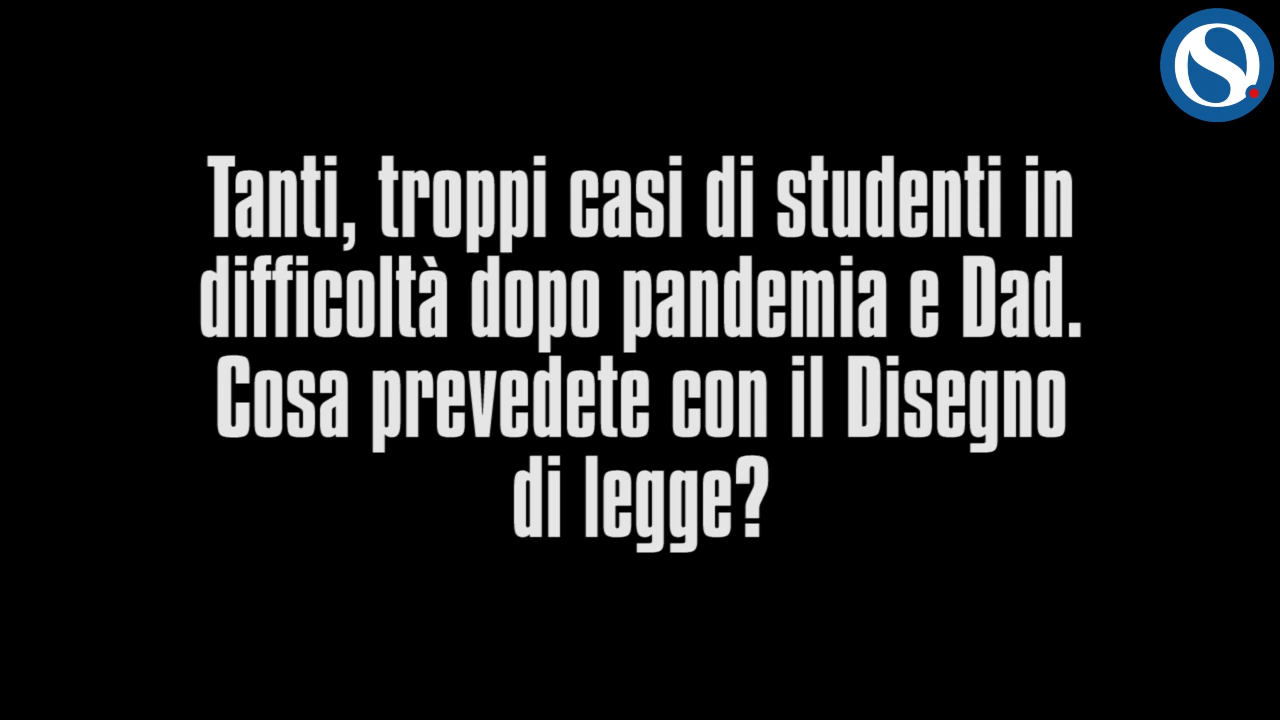 Tanti, troppi casi di studenti in
difficoltà dopo pandemia e Dad.
Cosa prevedete con il Disegno
di legge?